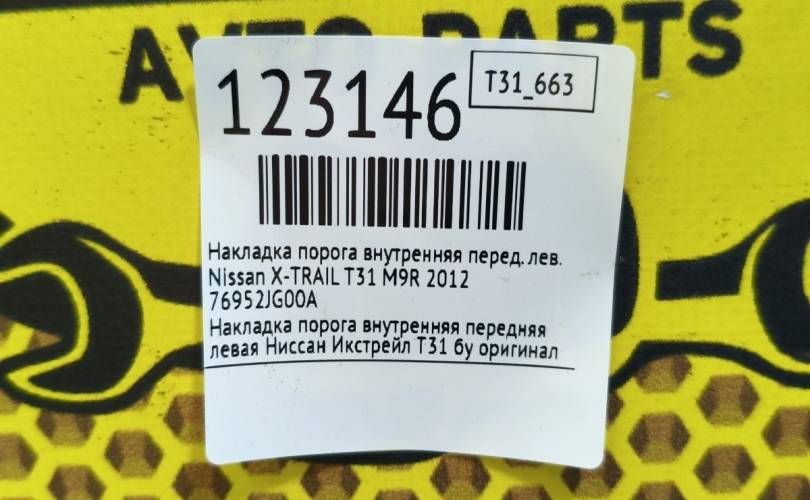 AVTO PARTS
123146
T31_663
Накладка порога внутренняя перед. лев.
Nissan X-TRAIL T31 M9R 2012
76952JG00A
Накладка порога внутренняя передняя
левая Ниссан Икстрейл Т31 бу оригинал